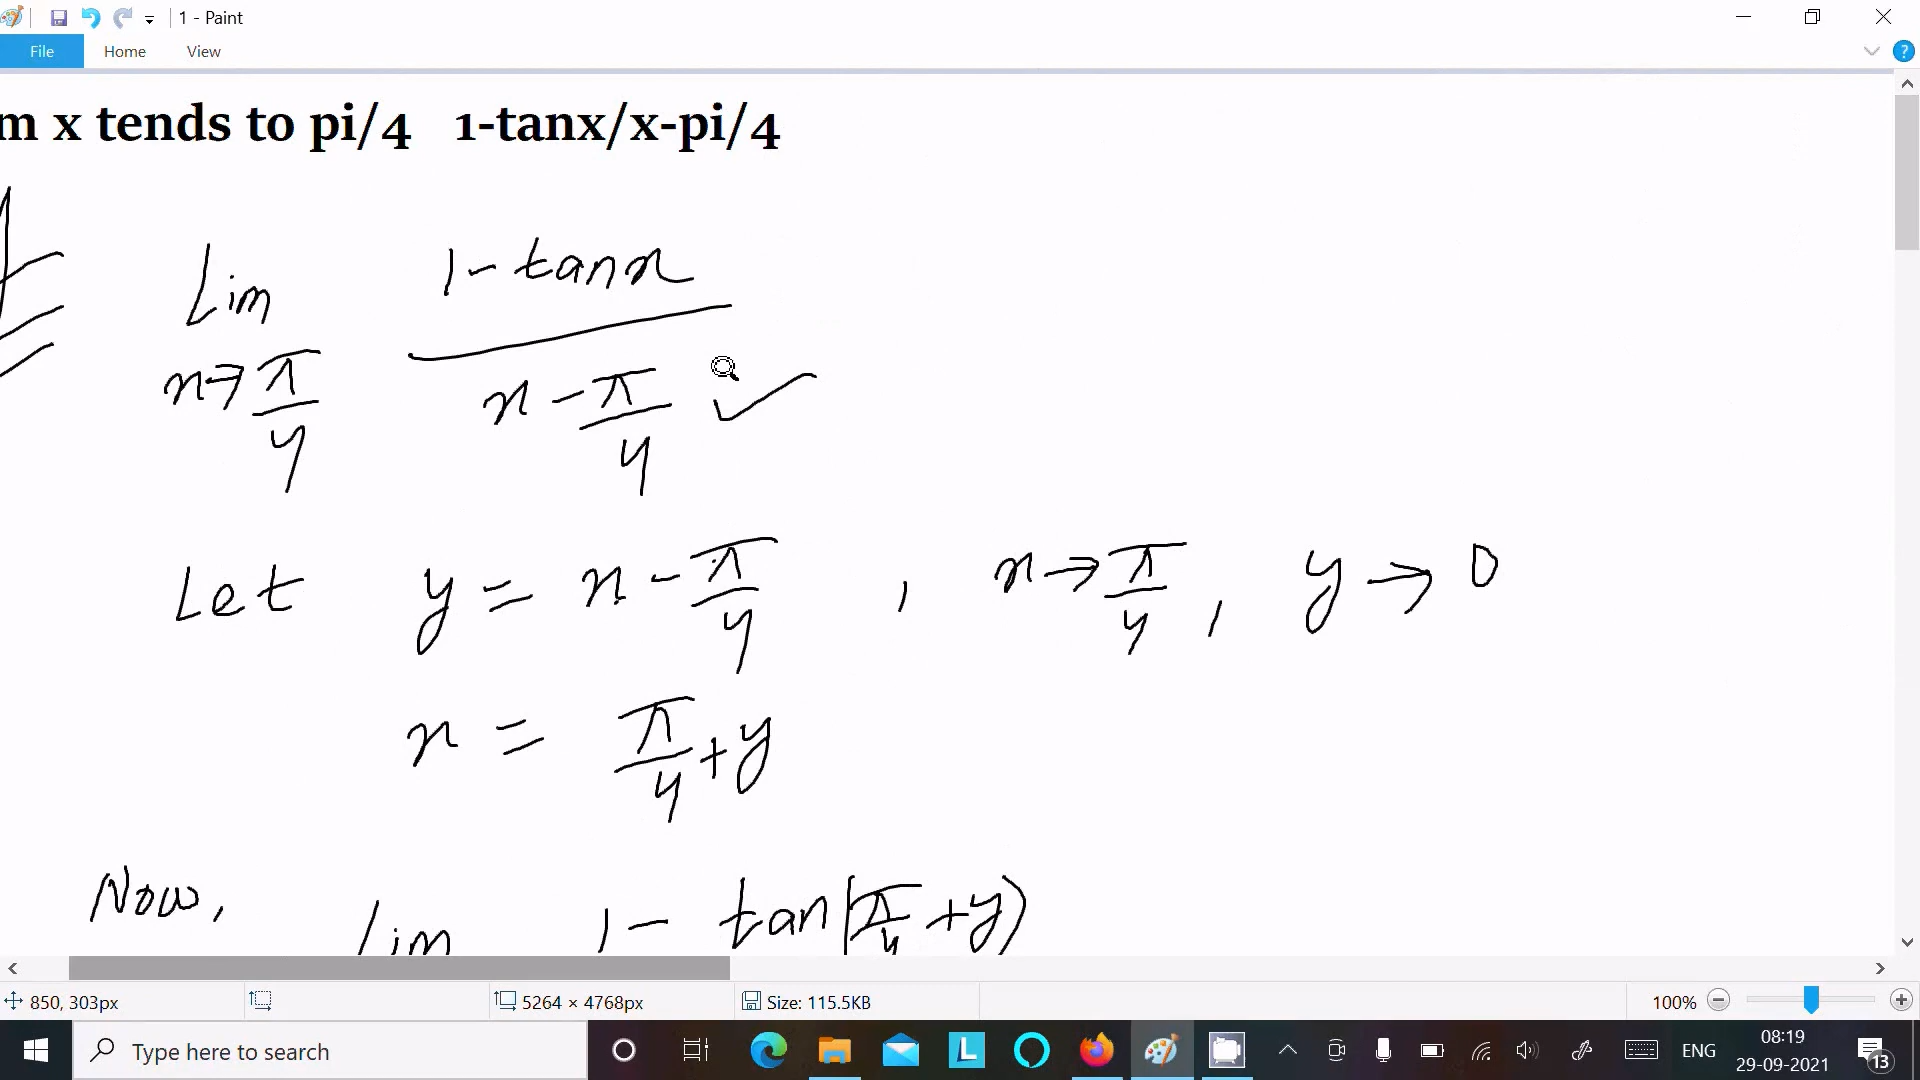 1 - Paint
File Home View
m x tends to pi/4 1-tanx/x-pi/4
Lim 1-tanx
x→π/4 x-π/4
Let y = x-π/4 , x→π/4, y→0
x = π/4+y
Now, Lim 1- tan(π/4+y)
850, 303px 5264 × 4768px Size: 115.5KB 100%
Type here to search ENG 08:19
29-09-2021 13